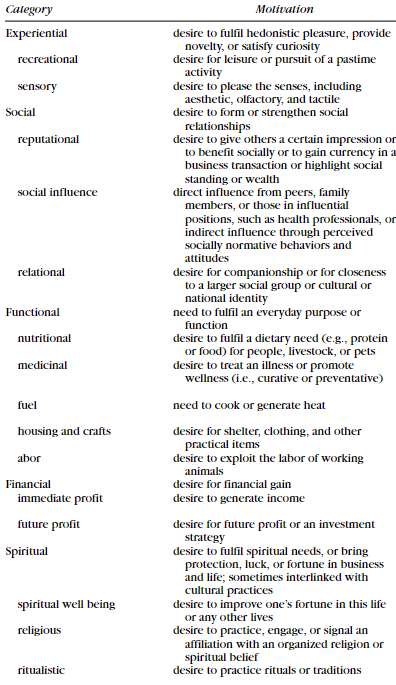 Category Motivation
Experiential desire to fulfil hedonistic pleasure, provide
novelty, or satisfy curiosity
recreational desire for leisure or pursuit of a pastime
activity
sensory desire to please the senses, including
aesthetic, olfactory, and tactile
Social desire to form or strengthen social
relationships
reputational desire to give others a certain impression or
to benefit socially or to gain currency in a
business transaction or highlight social
standing or wealth
social influence direct influence from peers, family
members, or those in influential
positions, such as health professionals, or
indirect influence through perceived
socially normative behaviors and
attitudes
relational desire for companionship or for closeness
to a larger social group or cultural or
national identity
Functional need to fulfil an everyday purpose or
function
nutritional desire to fulfil a dietary need (e.g., protein
or food) for people, livestock, or pets
medicinal desire to treat an illness or promote
wellness (i.e., curative or preventative)
fuel need to cook or generate heat
housing and crafts desire for shelter, clothing, and other
practical items
abor desire to exploit the labor of working
animals
Financial desire for financial gain
immediate profit desire to generate income
future profit desire for future profit or an investment
strategy
Spiritual desire to fulfil spiritual needs, or bring
protection, luck, or fortune in business
and life; sometimes interlinked with
cultural practices
spiritual well being desire to improve one's fortune in this life
or any other lives
religious desire to practice, engage, or signal an
affiliation with an organized religion or
spiritual belief
ritualistic desire to practice rituals or traditions